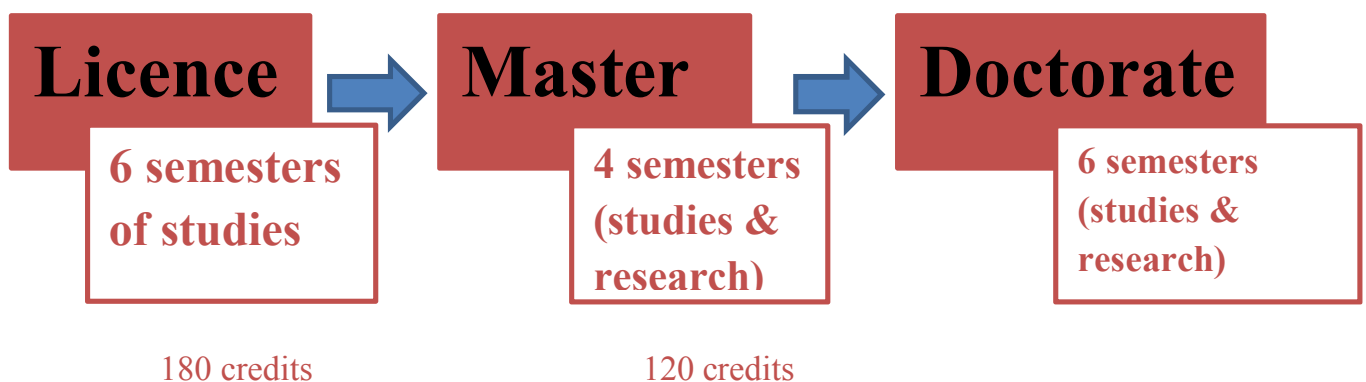 Licence
6 semesters
of studies
180 credits
Master
4 semesters
(studies &
research)
120 credits
Doctorate
6 semesters
(studies &
research)